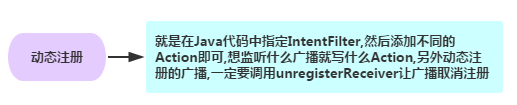 动态注册
就是在Java代码中指定IntentFilter,然后添加不同的
Action即可,想监听什么广播就写什么Action,另外动态注
册的广播,一定要调用unregisterReceiver让广播取消注册